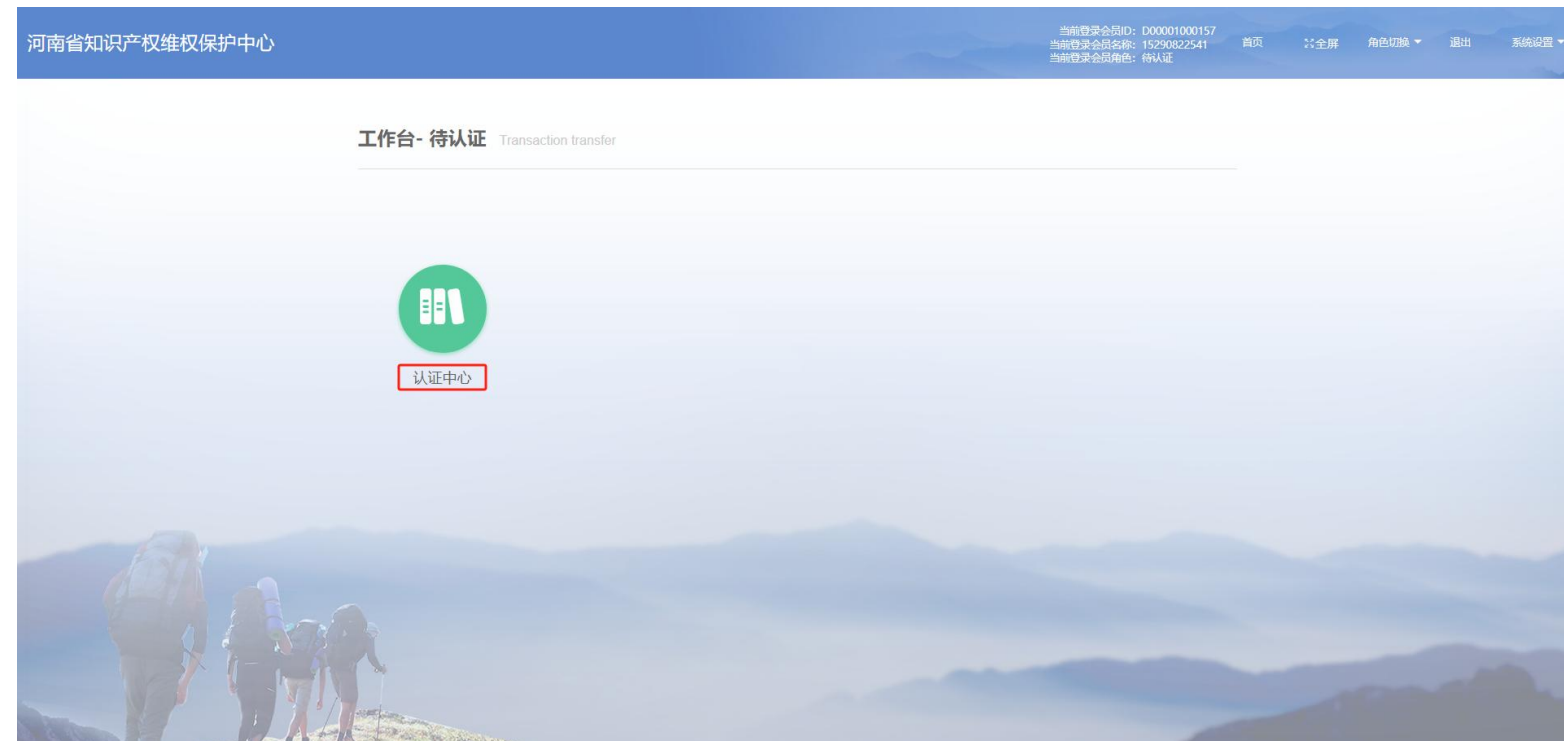 河南省知识产权维权保护中心
当前登录会员ID：D00001000157
当前登录会员名称：15290822541
当前登录会员角色：待认证
首页 全屏 角色切换 退出 系统设置
工作台- 待认证 Transaction transfer
认证中心